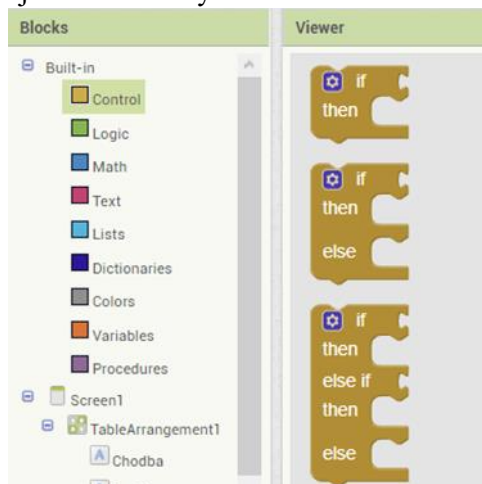 Blocks
Built-in
Control
Logic
Math
Text
Lists
Dictionaries
Colors
Variables
Procedures
Screen1
TableArrangement1
Chodba
Viewer
if
then
if
then
else
if
then
else if
then
else